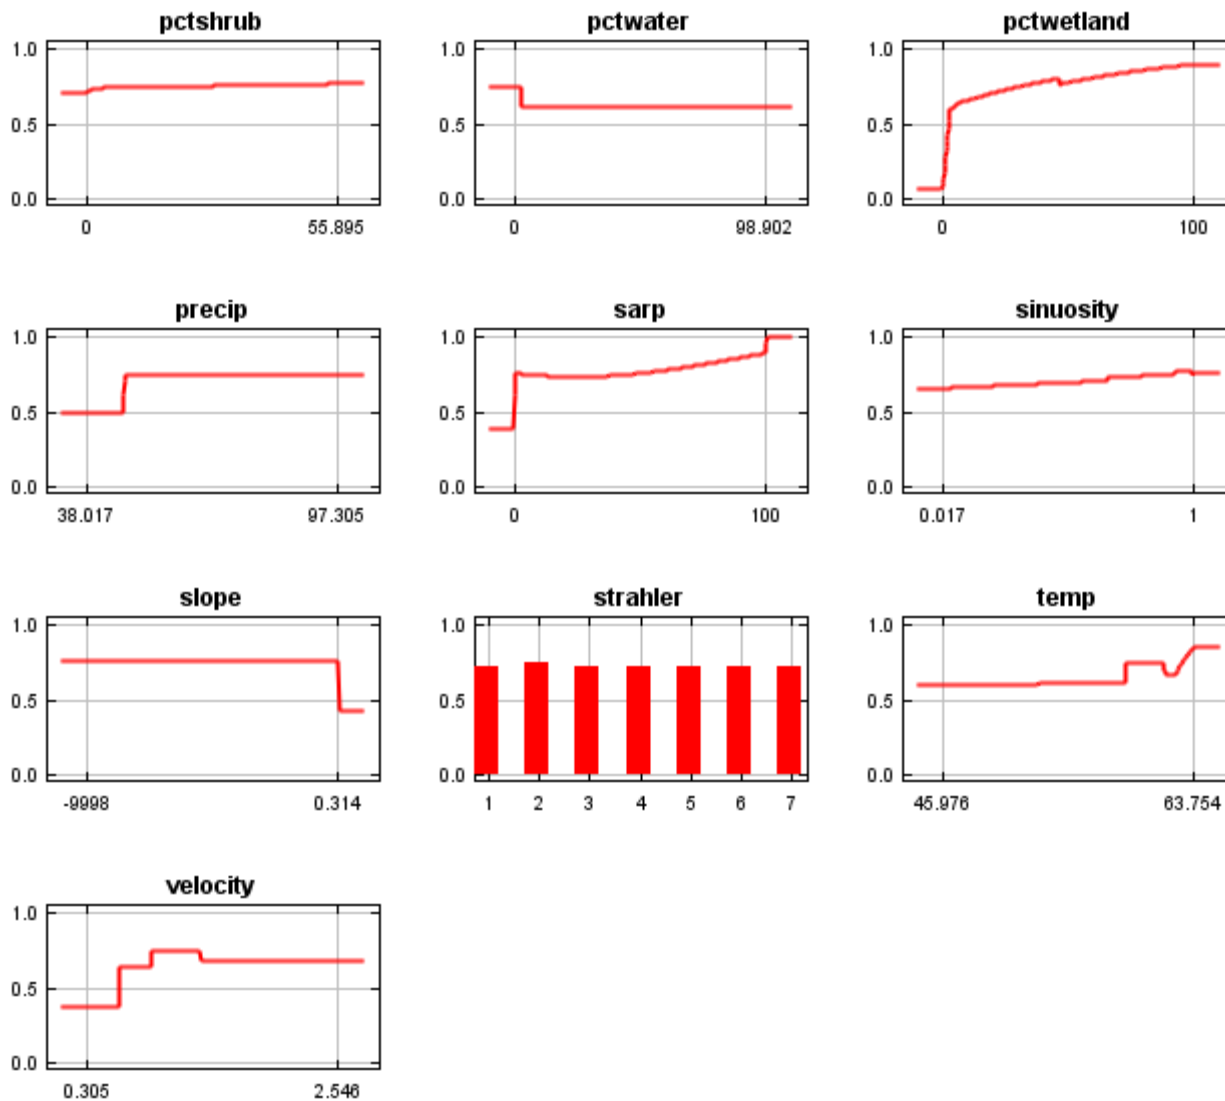 pctshrub pctwater pctwetland
1.0 1.0 1.0
0.5 0.5 0.5
0.0 0.0 0.0
0 55.895 0 98.902 0 100
precip sarp sinuosity
1.0 1.0 1.0
0.5 0.5 0.5
0.0 0.0 0.0
38.017 97.305 0 100 0.017 1
slope strahler temp
1.0 1.0 1.0
0.5 0.5 0.5
0.0 0.0 0.0
-9998 0.314 1 2 3 4 5 6 7 45.976 63.754
velocity
1.0
0.5
0.0
0.305 2.546